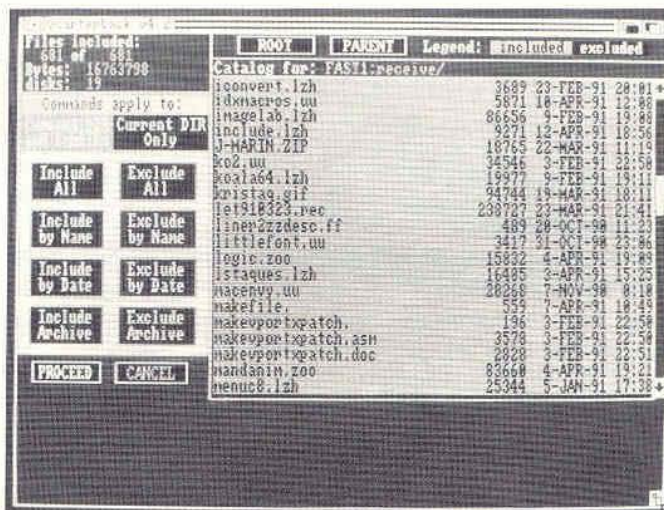 Quarterback v4.2
Files included:
681 of 681
Bytes: 16763798
disks: 19
ROOT PARENT Legend: included excluded
Catalog for: FAST1:receive/
Commands apply to:
Current DIR
Only
Include
All
Exclude
All
Include
by Name
Exclude
by Name
Include
by Date
Exclude
by Date
Include
Archive
Exclude
Archive
PROCEED CANCEL
iconvert.lzh 3689 23-FEB-91 20:01
idxmacros.uu 5871 10-APR-91 12:08
imagelab.lzh 86656 9-FEB-91 19:08
include.lzh 9271 12-APR-91 18:56
J-MARIN.ZIP 18765 22-MAR-91 11:19
ko2.uu 34546 3-FEB-91 22:50
koala64.lzh 19977 9-FEB-91 19:11
kristag.gif 94744 19-MAR-91 18:11
let910323.rec 238727 23-MAR-91 21:41
liner2zzdesc.ff 489 20-OCT-90 11:23
littlefont.uu 3417 31-OCT-90 23:06
logic.zoo 15032 4-APR-91 19:09
lstaques.lzh 16405 3-APR-91 15:25
macenvy.uu 28268 7-NOV-90 0:10
makefile. 559 7-APR-91 10:49
makevportxpatch. 196 3-FEB-91 22:50
makevportxpatch.asm 3578 3-FEB-91 22:50
makevportxpatch.doc 2828 3-FEB-91 22:51
mandanim.zoo 83660 4-APR-91 19:21
menuc8.lzh 25344 5-JAN-91 17:38